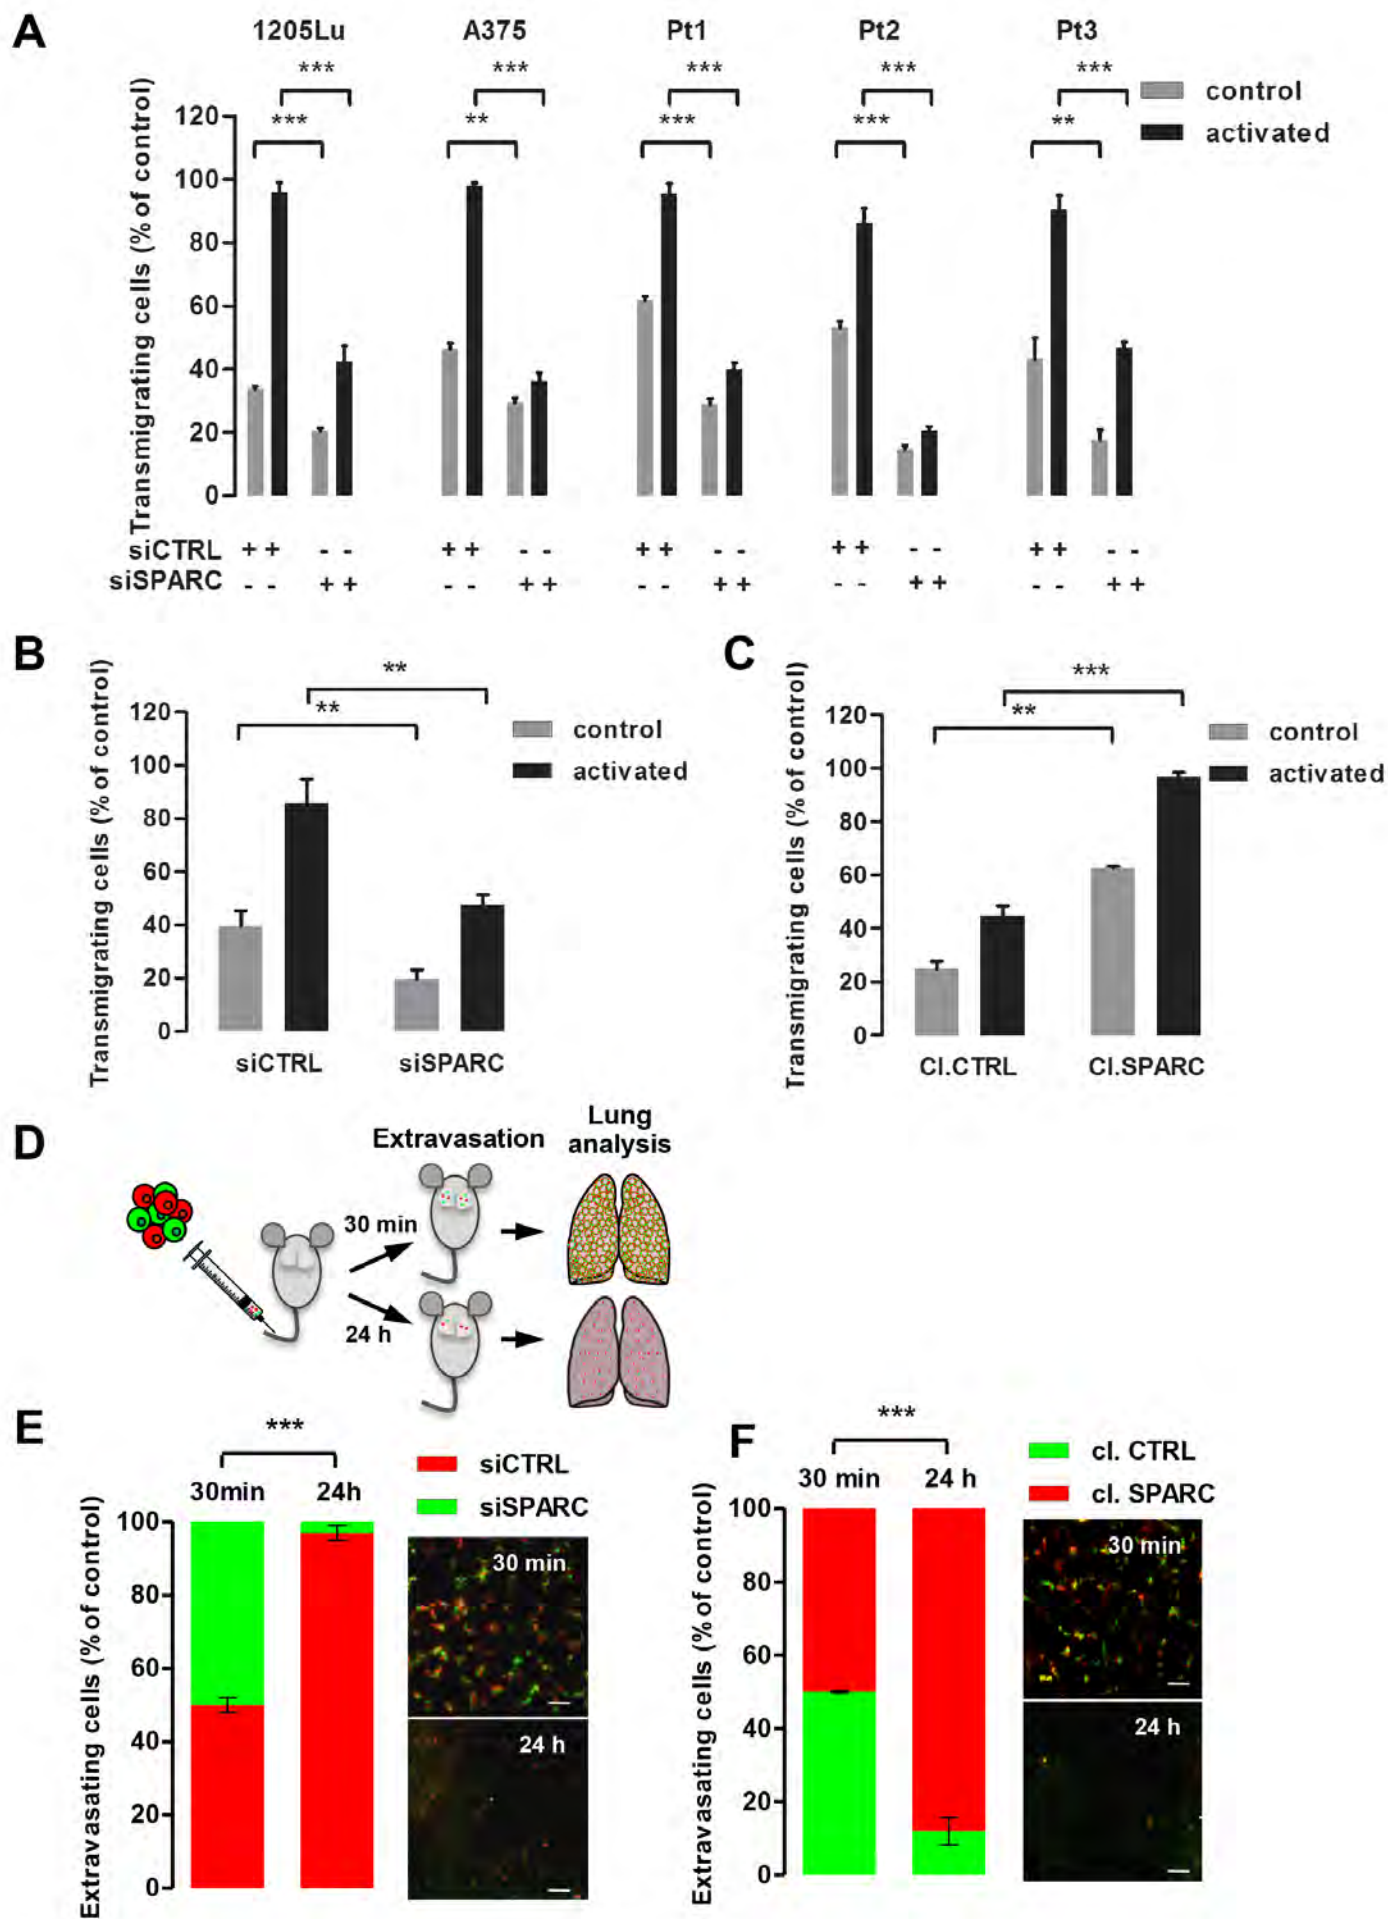 A
1205Lu A375 Pt1 Pt2 Pt3
*** *** *** *** ***
*** ** *** *** **
control
activated
Transmigrating cells (% of control)
120
100
80
60
40
20
0
siCTRL + + - - + + - - + + - - + + - - + + - -
siSPARC - - + + - - + + - - + + - - + + - - + +
B
**
**
control
activated
Transmigrating cells (% of control)
120
100
80
60
40
20
0
siCTRL siSPARC
C
***
**
control
activated
Transmigrating cells (% of control)
120
100
80
60
40
20
0
Cl.CTRL Cl.SPARC
D
Extravasation
Lung
analysis
30 min
24 h
E
***
30min 24h
siCTRL
siSPARC
Extravasating cells (% of control)
100
80
60
40
20
0
30 min
24 h
F
***
30 min 24 h
cl. CTRL
cl. SPARC
Extravasating cells (% of control)
100
80
60
40
20
0
30 min
24 h